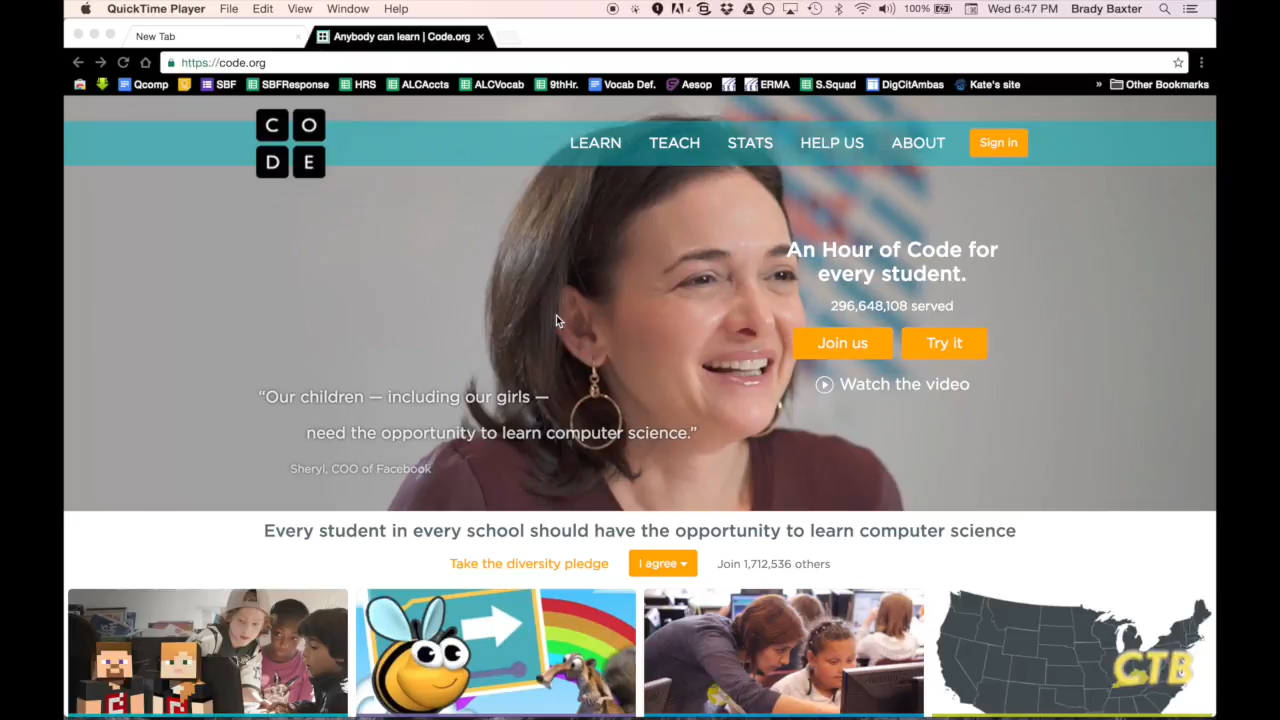 QuickTime Player File Edit View Window Help 100% Wed 6:47 PM Brady Baxter
New Tab Anybody can learn | Code.org
https://code.org
Qcomp SBF SBFResponse HRS ALCAccts ALCVocab 9thHr. Vocab Def. Aesop ERMA S.Squad DigCitAmbas Kate's site » Other Bookmarks
C O
D E
LEARN TEACH STATS HELP US ABOUT Sign in
An Hour of Code for
every student.
296,648,108 served
Join us Try it
Watch the video
“Our children — including our girls —
need the opportunity to learn computer science.”
Sheryl, COO of Facebook
Every student in every school should have the opportunity to learn computer science
Take the diversity pledge I agree Join 1,712,536 others
CTB